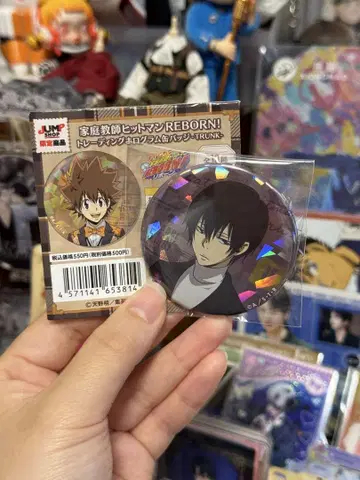 JUMP
SHOP
限定商品
家庭教師ヒットマンREBORN!
トレーディングホログラム缶バッジ-TRUNK-
REBORN!
税込価格550円(税抜価格500円)
4 571141 653814
©天野明／集英